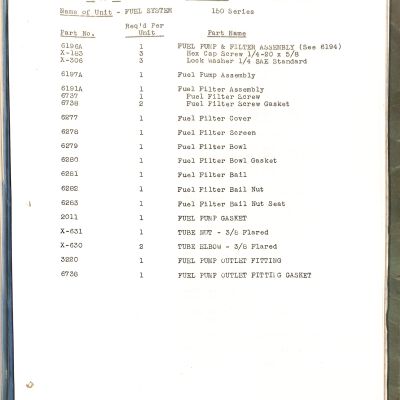 Name of Unit - FUEL SYSTEM 160 Series
Part No. Req'd Per Unit Part Name
6196A 1 FUEL PUMP & FILTER ASSEMBLY (See 6194)
X-183 3 Hex Cap Screw 1/4-20 x 5/8
X-306 3 Lock washer 1/4 SAE Standard
6197A 1 Fuel Pump Assembly
6191A 1 Fuel Filter Assembly
6737 1 Fuel Filter Screw
6738 2 Fuel Filter Screw Gasket
6277 1 Fuel Filter Cover
6278 1 Fuel Filter Screen
6279 1 Fuel Filter Bowl
6280 1 Fuel Filter Bowl Gasket
6281 1 Fuel Filter Bail
6282 1 Fuel Filter Bail Nut
6283 1 Fuel Filter Bail Nut Seat
2011 1 FUEL PUMP GASKET
X-631 1 TUBE NUT - 3/8 Flared
X-630 2 TUBE ELBOW - 3/8 Flared
3220 1 FUEL PUMP OUTLET FITTING
6738 1 FUEL PUMP OUTLET FITTING GASKET